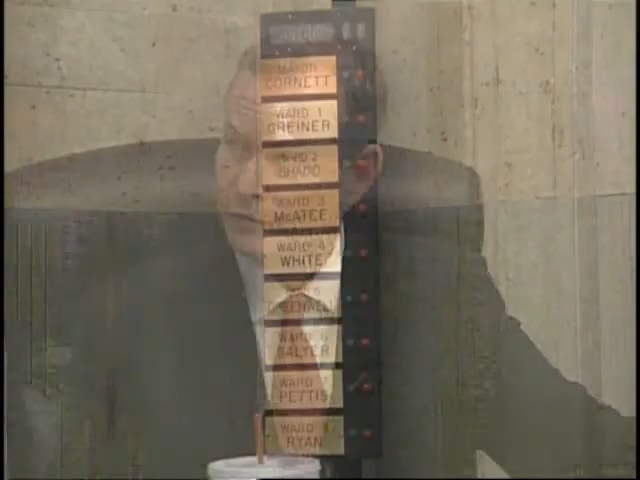 MAYOR
CORNETT
WARD 1
GREINER
WARD 2
SHADID
WARD 3
McATEE
WARD 4
WHITE
GREENWELL
WARD 6
SALYER
WARD
PETTIS
WARD 8
RYAN